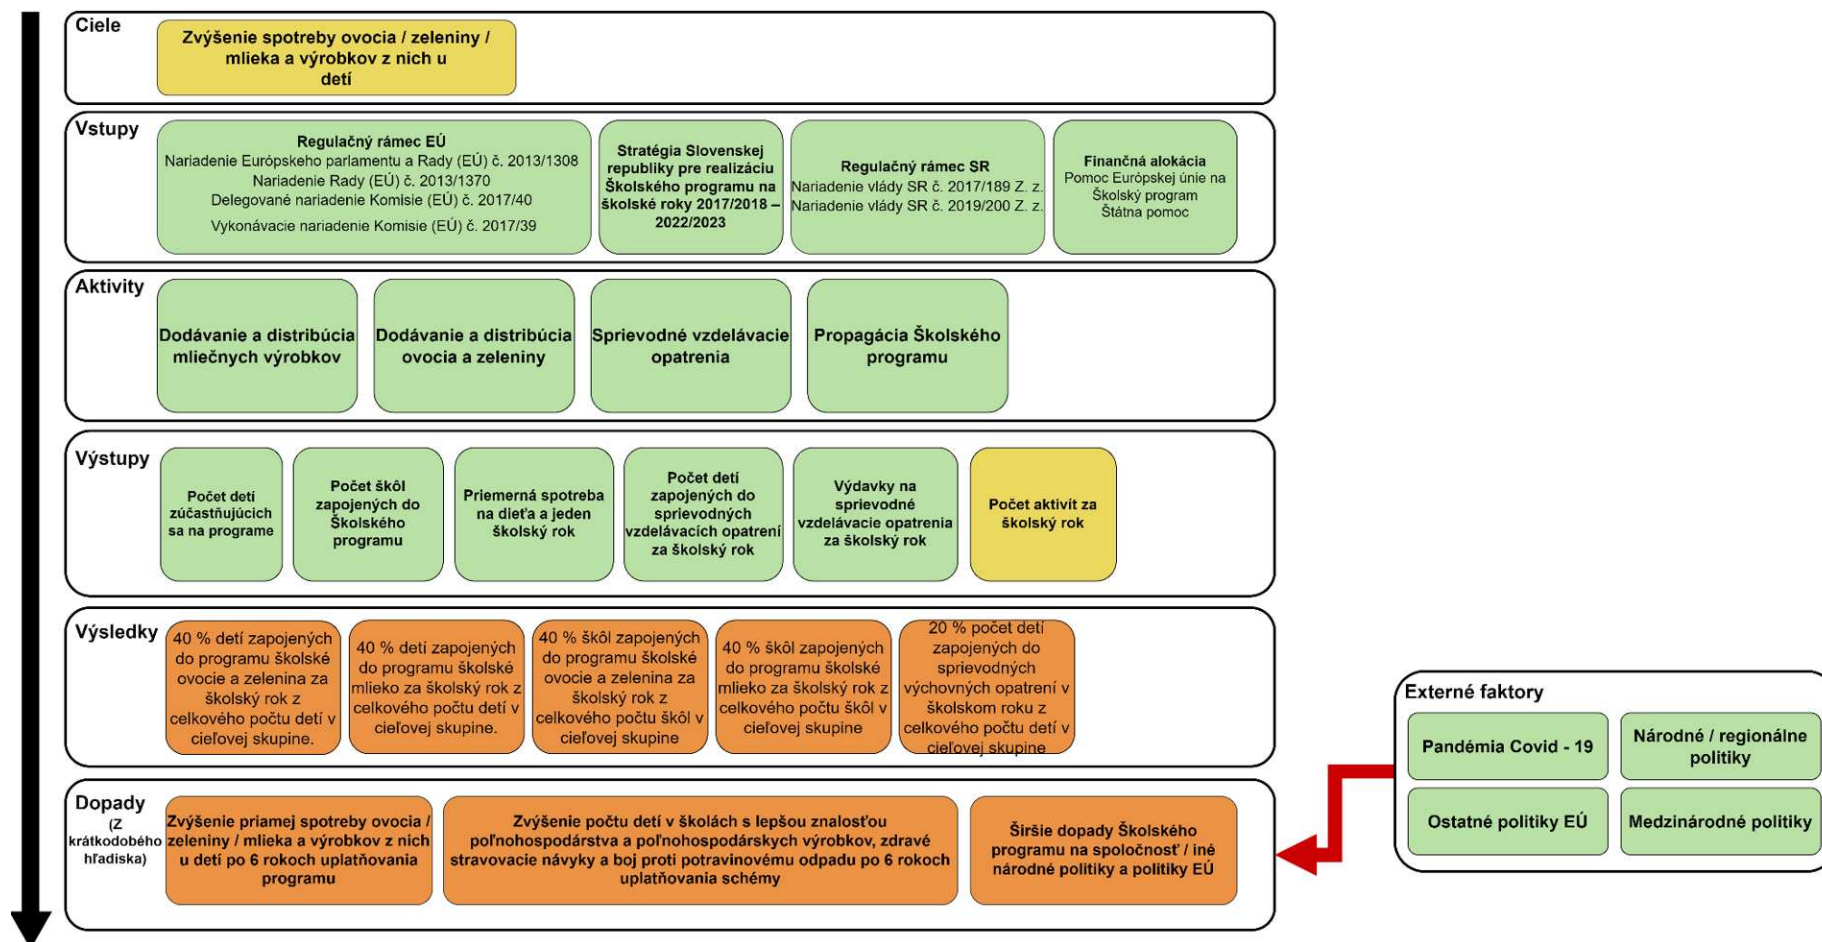 Ciele
Zvýšenie spotreby ovocia / zeleniny /
mlieka a výrobkov z nich u
detí
Vstupy
Regulačný rámec EÚ
Nariadenie Európskeho parlamentu a Rady (EÚ) č. 2013/1308
Nariadenie Rady (EÚ) č. 2013/1370
Delegované nariadenie Komisie (EÚ) č. 2017/40
Vykonávacie nariadenie Komisie (EÚ) č. 2017/39
Stratégia Slovenskej
republiky pre realizáciu
Školského programu na
školské roky 2017/2018 –
2022/2023
Regulačný rámec SR
Nariadenie vlády SR č. 2017/189 Z. z.
Nariadenie vlády SR č. 2019/200 Z. z.
Finančná alokácia
Pomoc Európskej únie na
Školský program
Štátna pomoc
Aktivity
Dodávanie a distribúcia
mliečnych výrobkov
Dodávanie a distribúcia
ovocia a zeleniny
Sprievodné vzdelávacie
opatrenia
Propagácia Školského
programu
Výstupy
Počet detí
zúčastňujúcich
sa na programe
Počet škôl
zapojených do
Školského
programu
Priemerná spotreba
na dieťa a jeden
školský rok
Počet detí
zapojených do
sprievodných
vzdelávacích opatrení
za školský rok
Výdavky na
sprievodné
vzdelávacie opatrenia
za školský rok
Počet aktivít za
školský rok
Výsledky
40 % detí zapojených
do programu školské
ovocie a zelenina za
školský rok z
celkového počtu detí v
cieľovej skupine.
40 % detí zapojených
do programu školské
mlieko za školský rok z
celkového počtu detí v
cieľovej skupine.
40 % škôl zapojených
do programu školské
ovocie a zelenina za
školský rok z
celkového počtu škôl v
cieľovej skupine
40 % škôl zapojených
do programu školské
mlieko za školský rok z
celkového počtu škôl v
cieľovej skupine
20 % počet detí
zapojených do
sprievodných
výchovných opatrení v
školskom roku z
celkového počtu detí v
cieľovej skupine
Dopady
(Z
krátkodobého
hľadiska)
Zvýšenie priamej spotreby ovocia /
zeleniny / mlieka a výrobkov z nich
u detí po 6 rokoch uplatňovania
programu
Zvýšenie počtu detí v školách s lepšou znalosťou
poľnohospodárstva a poľnohospodárskych výrobkov, zdravé
stravovacie návyky a boj proti potravinovému odpadu po 6 rokoch
uplatňovania schémy
Širšie dopady Školského
programu na spoločnosť / iné
národné politiky a politiky EÚ
Externé faktory
Pandémia Covid - 19
Národné / regionálne
politiky
Ostatné politiky EÚ
Medzinárodné politiky